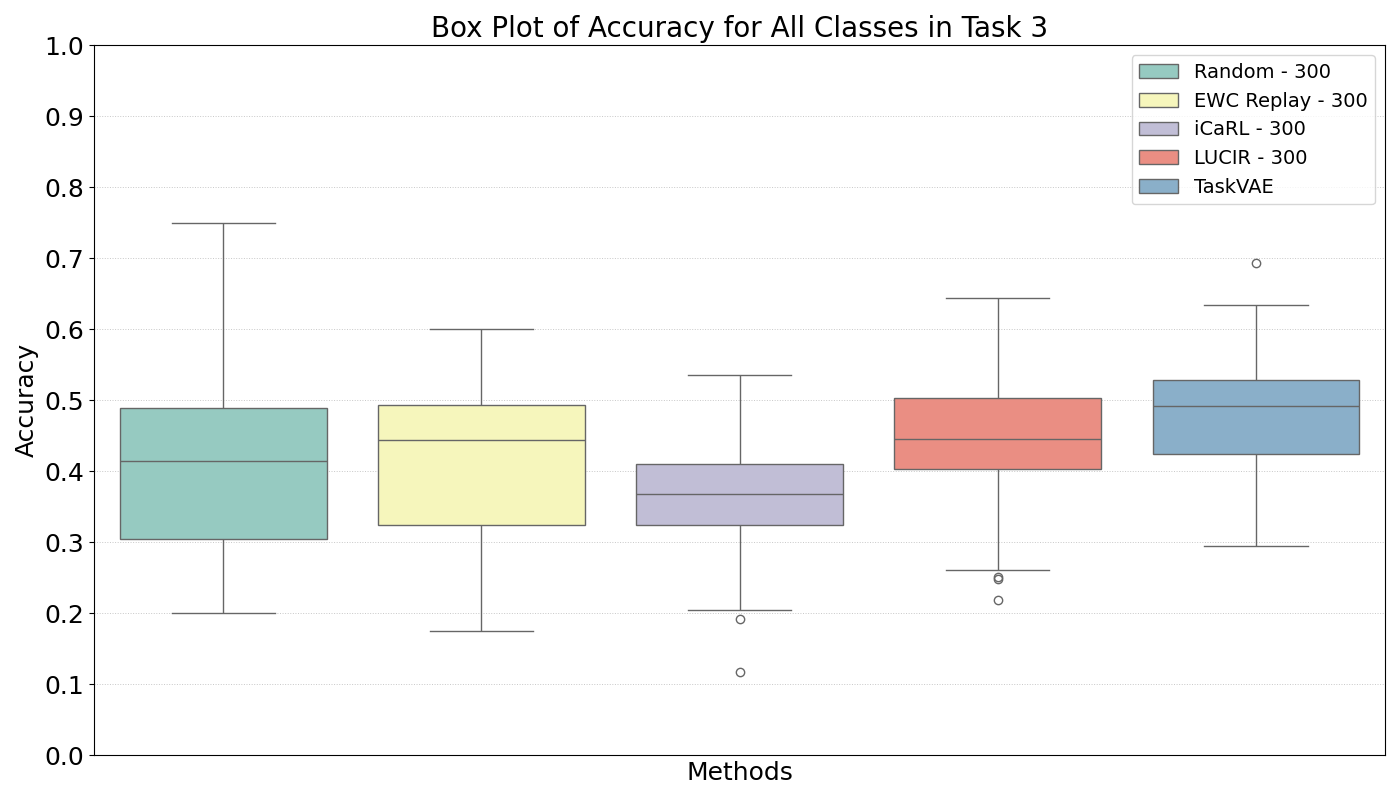 Box Plot of Accuracy for All Classes in Task 3
1.0
0.9
0.8
0.7
0.6
0.5
0.4
0.3
0.2
0.1
0.0
Accuracy
Methods
Random - 300
EWC Replay - 300
iCaRL - 300
LUCIR - 300
TaskVAE